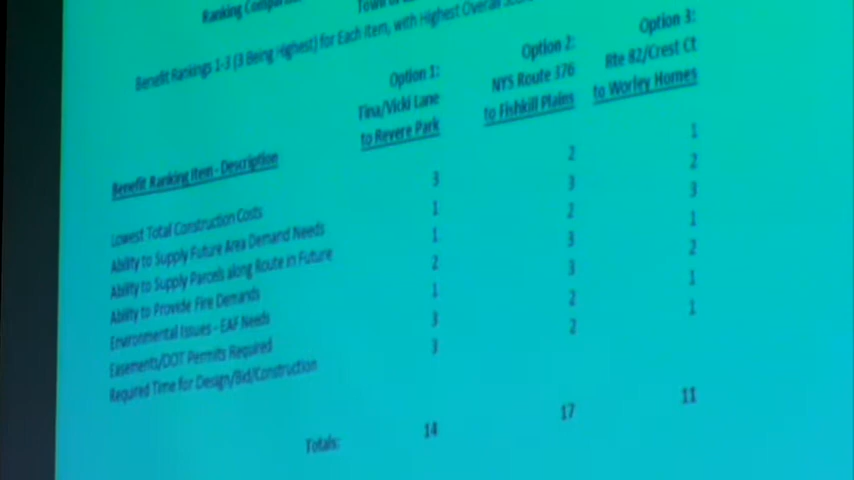 Ranking
Town
Benefit Rankings 1-3 (3 Being Highest) for Each Item, with Highest Overall
Option 1: Option 2: Option 3:
Tina/Vicki Lane NYS Route 376 Rte 82/Crest Ct
to Revere Park to Fishkill Plains to Worley Homes
Benefit Ranking Item - Description
Lowest Total Construction Costs 3 2 1
Ability to Supply Future Area Demand Needs 1 3 2
Ability to Supply Parcels along Route in Future 1 2 3
Ability to Provide Fire Demands 2 3 1
Environmental Issues - EAF Needs 1 3 2
Easements/DOT Permits Required 3 2 1
Required Time for Design/Bid/Construction 3 2 1
Totals: 14 17 11